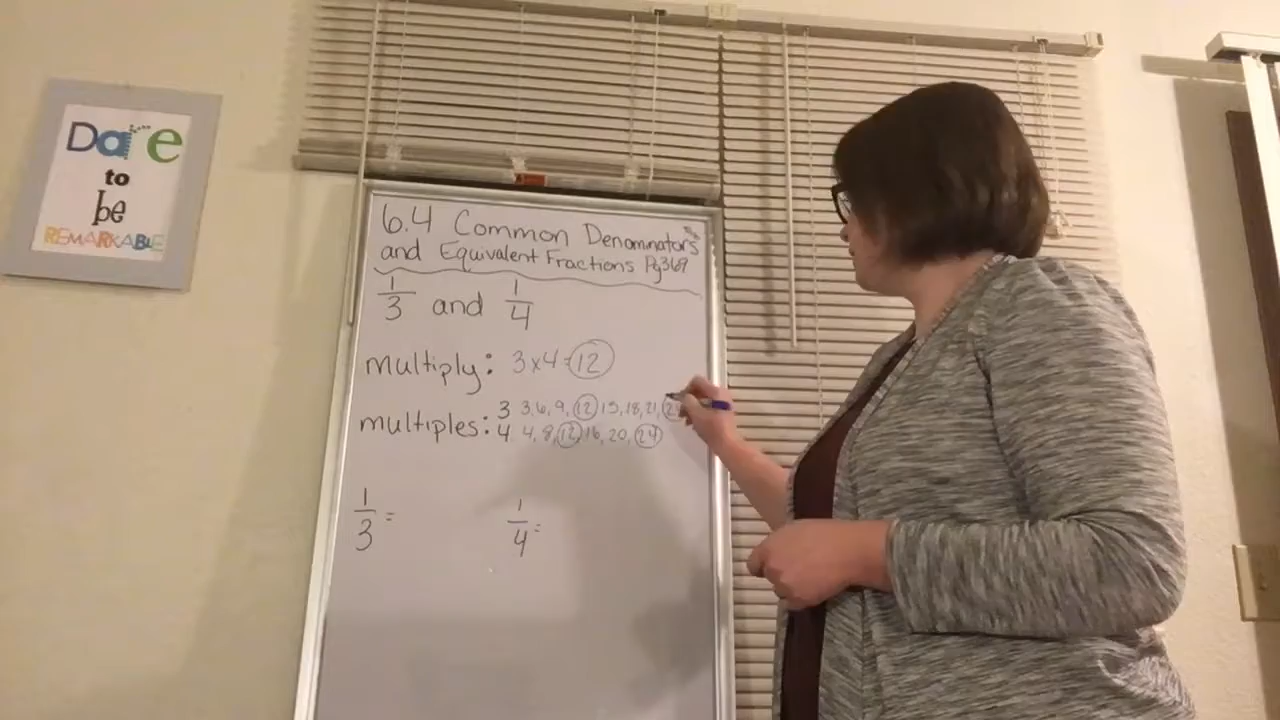 Dare
to
be
REMARKABLE
6.4 Common Denominators
and Equivalent Fractions Pg369
1/3 and 1/4
multiply: 3x4=12
multiples: 3 3, 6, 9, 12, 15, 18, 21, 24
4 4, 8, 12, 16, 20, 24
1/3 = 1/4 =